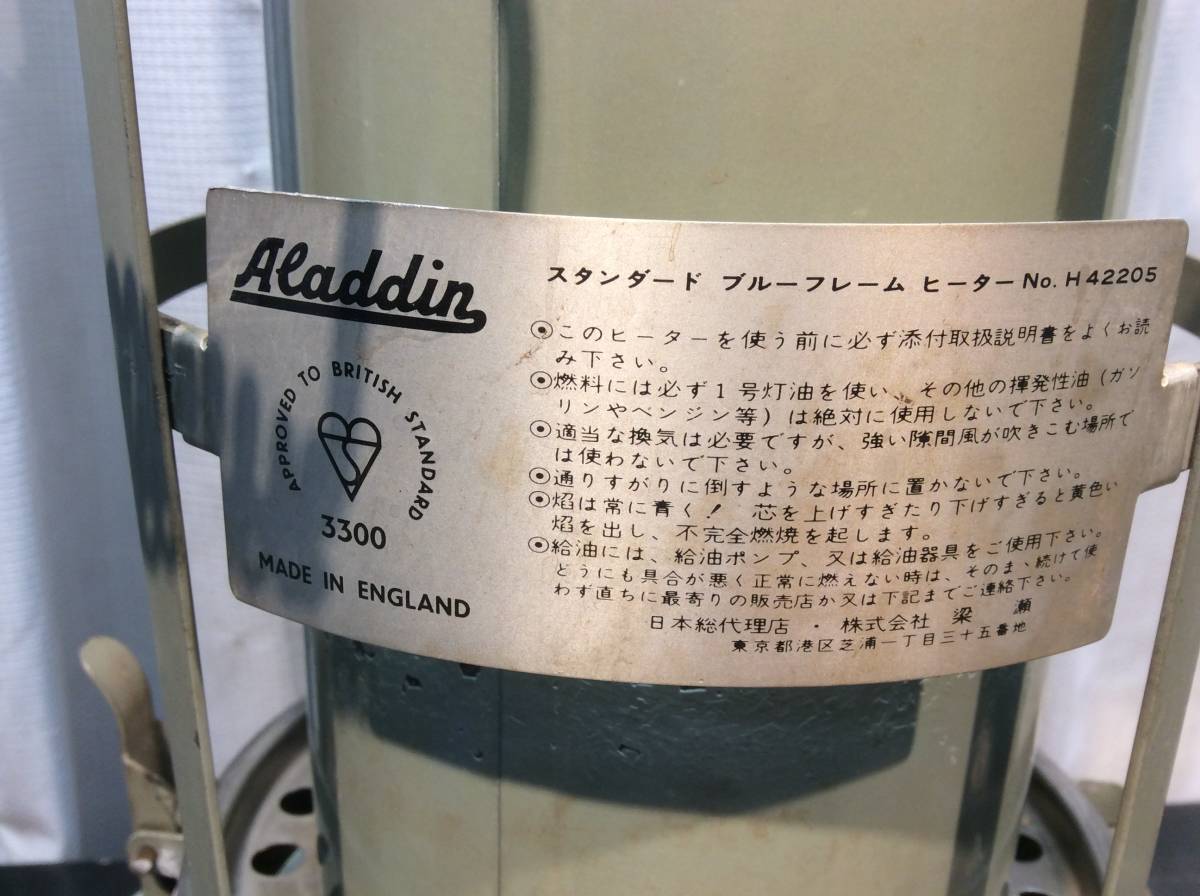 Aladdin
APPROVED TO BRITISH STANDARD
3300
MADE IN ENGLAND
スタンダード ブルーフレーム ヒーター No. H 42205
◉このヒーターを使う前に必ず添付取扱説明書をよくお読
み下さい。
◉燃料には必ず1号灯油を使い、その他の揮発性油(ガソ
リンやベンジン等)は絶対に使用しないで下さい。
◉適当な換気は必要ですが、強い隙間風が吹きこむ場所で
は使わないで下さい。
◉通りすがりに倒すような場所に置かないで下さい。
◉焰は常に青く! 芯を上げすぎたり下げすぎると黄色い
焰を出し、不完全燃焼を起します。
◉給油には、給油ポンプ、又は給油器具をご使用下さい。
どうにも具合が悪く正常に燃えない時は、そのまゝ続けて使
わず直ちに最寄りの販売店か又は下記までご連絡下さい。
日本総代理店・株式会社 梁瀬
東京都港区芝浦一丁目三十五番地